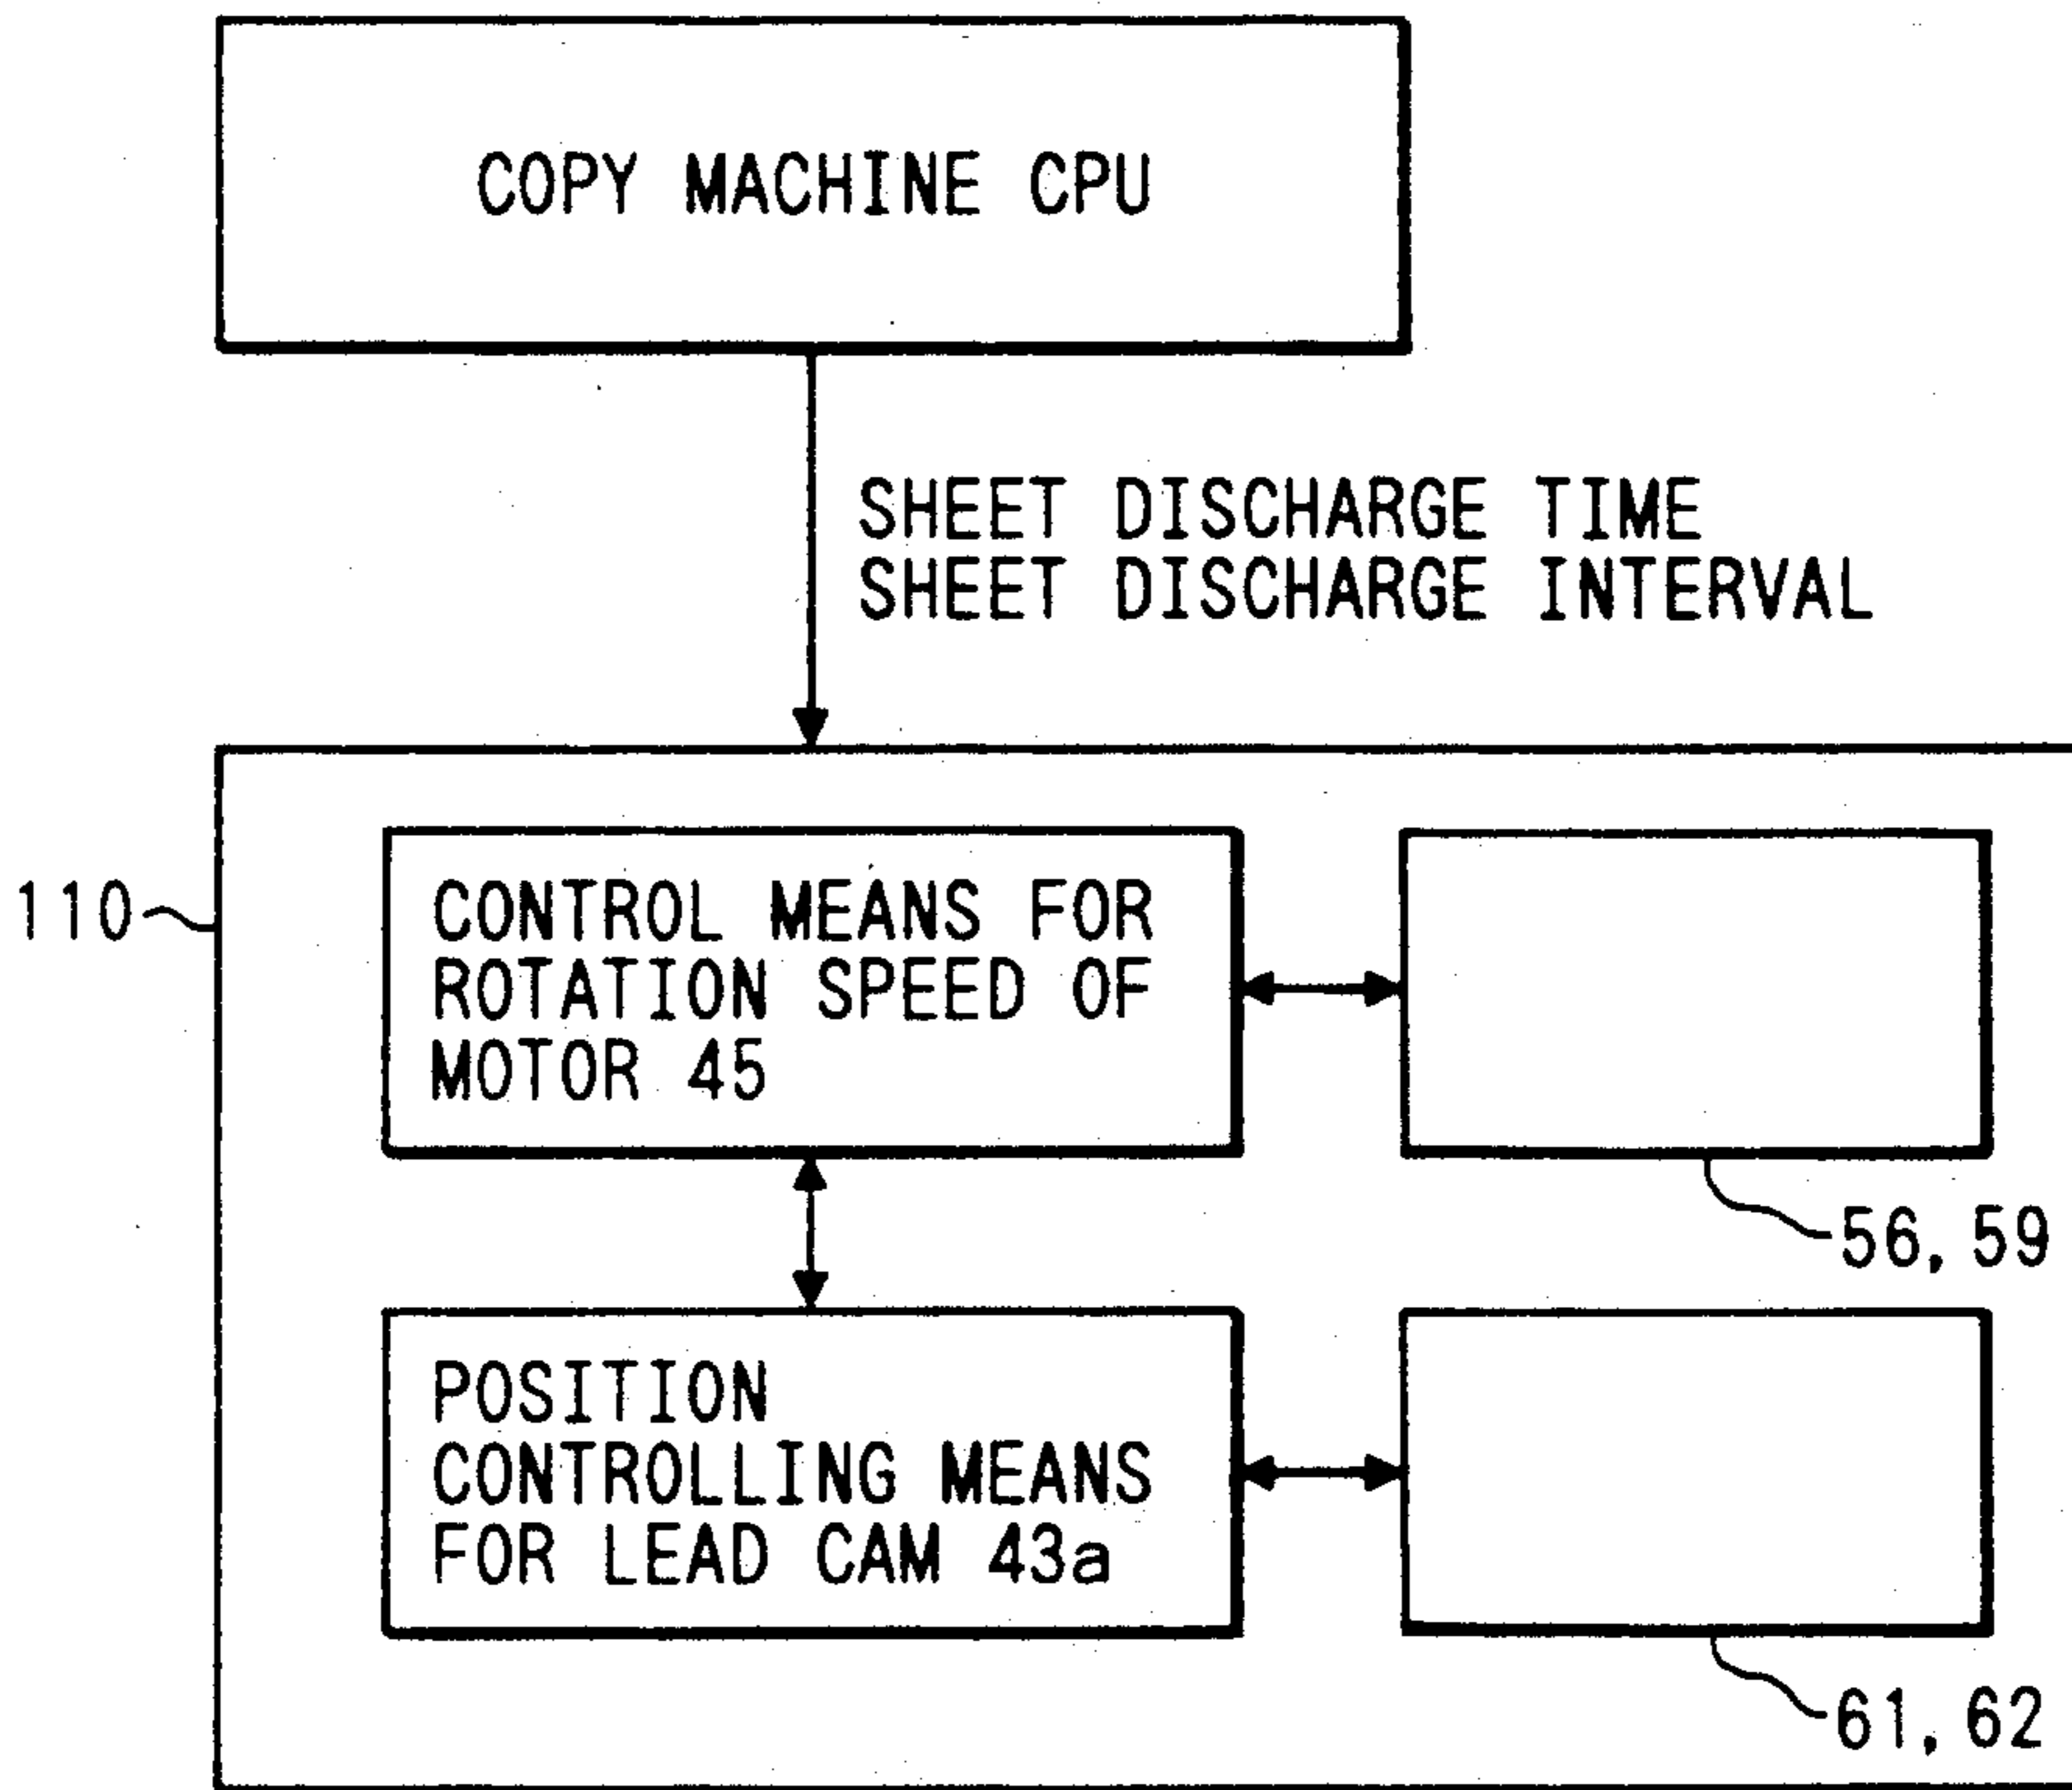 COPY MACHINE CPU
SHEET DISCHARGE TIME
SHEET DISCHARGE INTERVAL
110
CONTROL MEANS FOR
ROTATION SPEED OF
MOTOR 45
56, 59
POSITION
CONTROLLING MEANS
FOR LEAD CAM 43a
61, 62